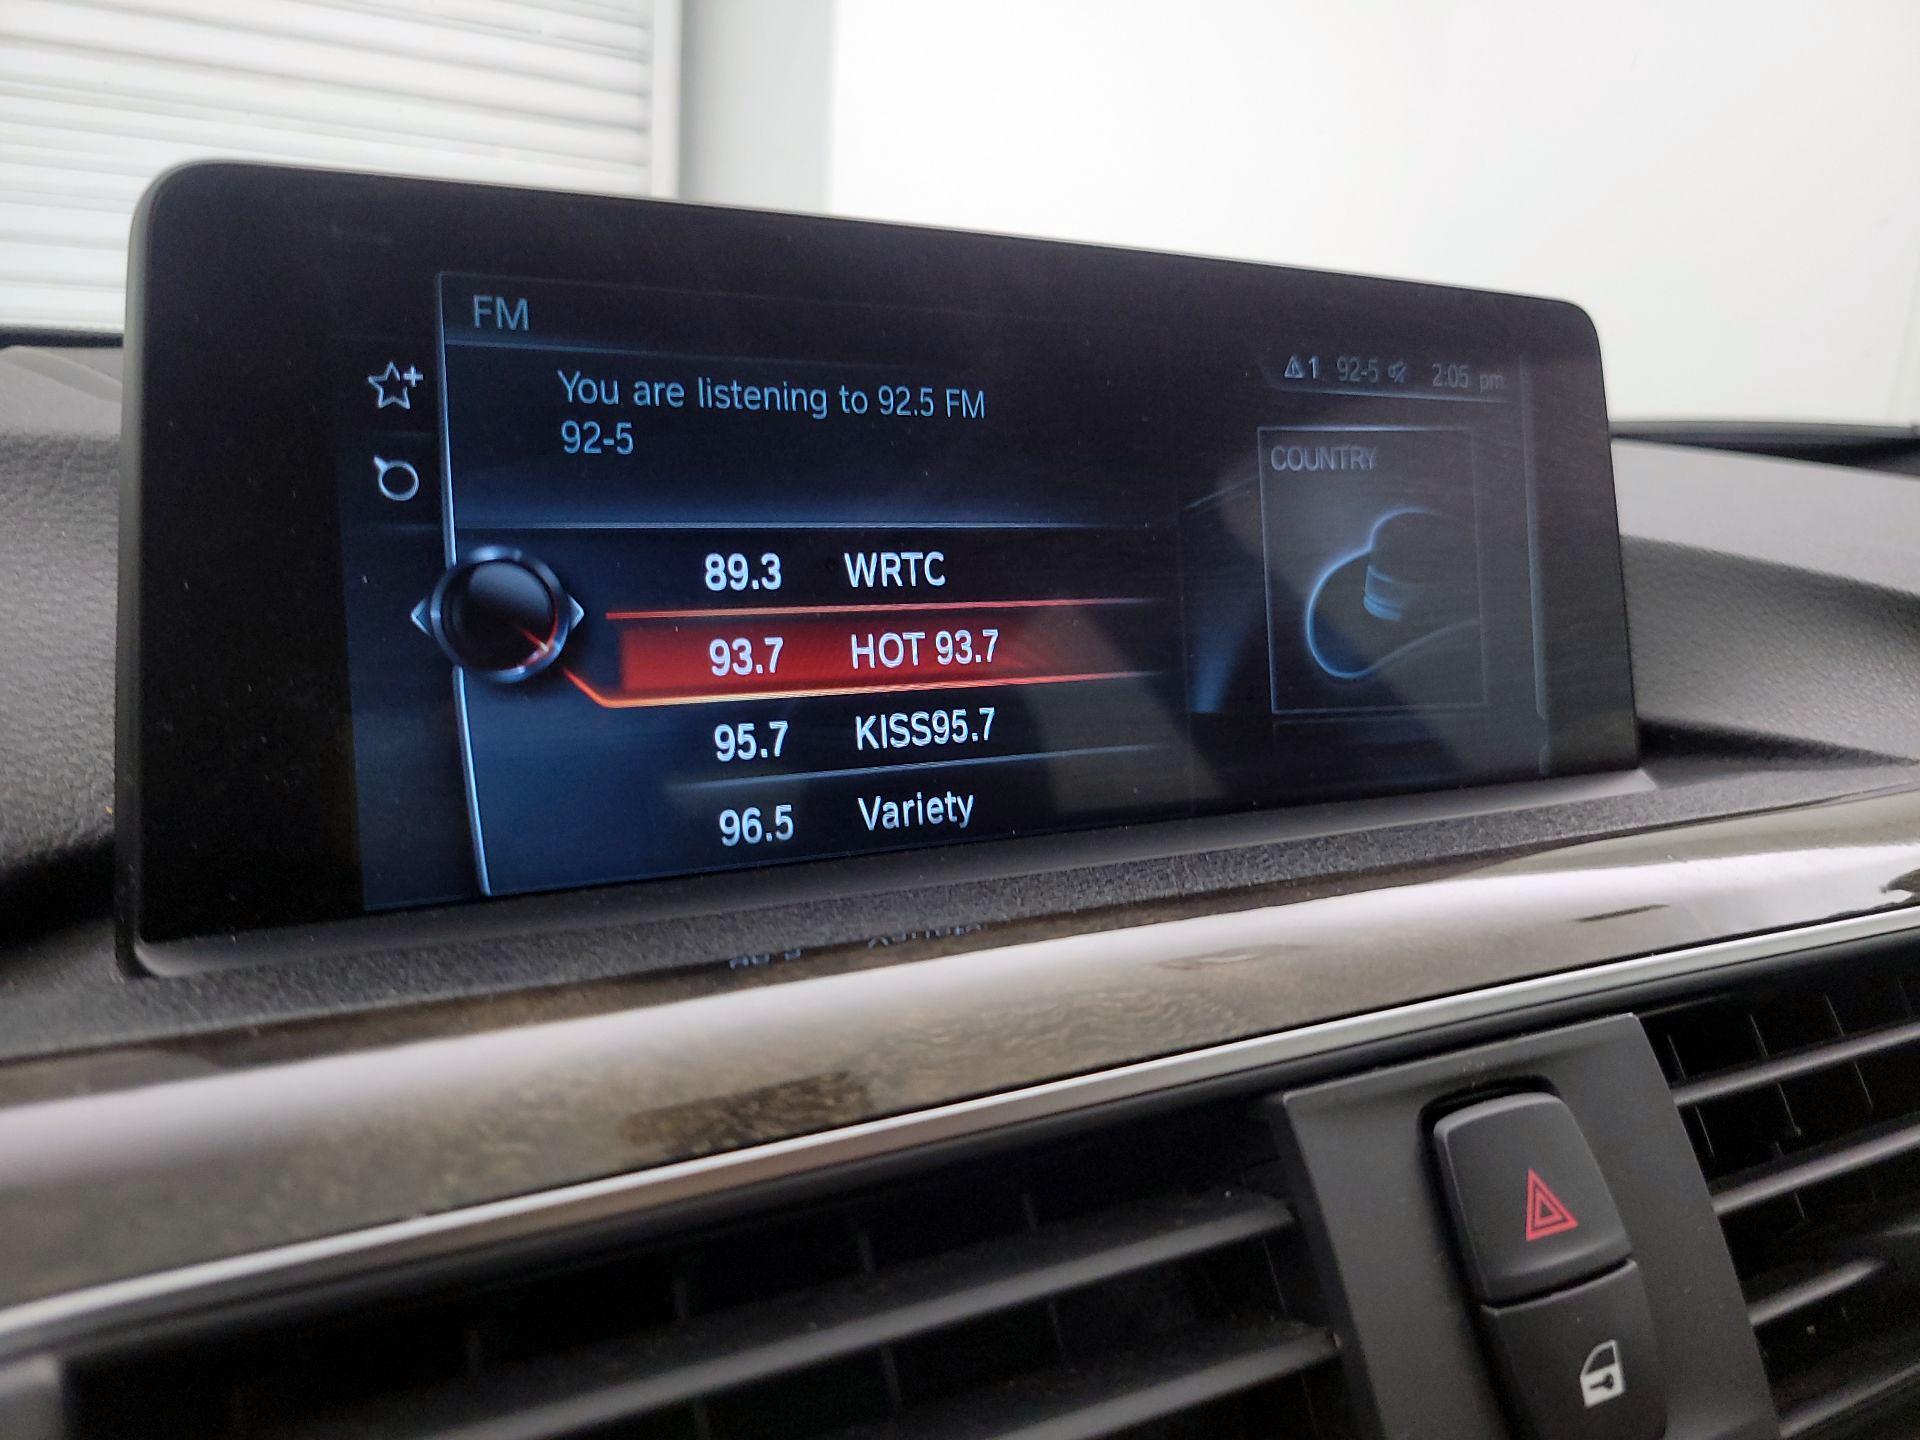 FM
1 92-5 2:05 pm
You are listening to 92.5 FM
92-5
COUNTRY
89.3 WRTC
93.7 HOT 93.7
95.7 KISS95.7
96.5 Variety